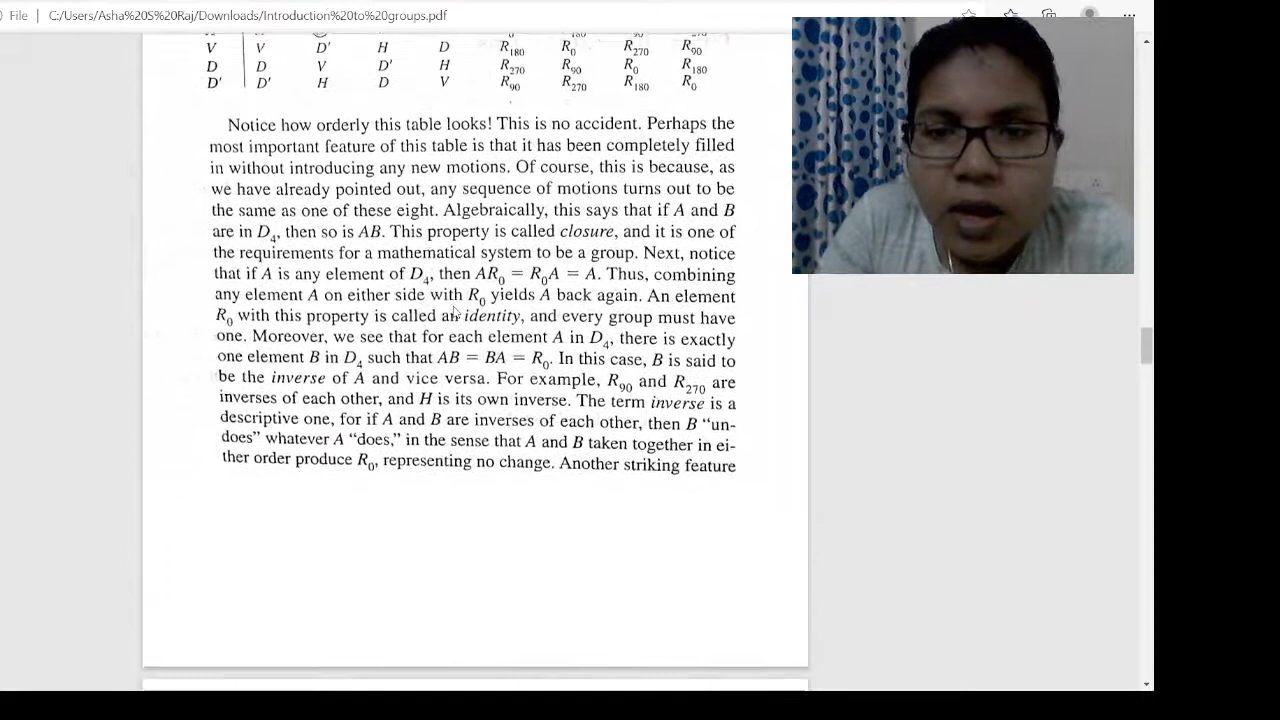 File | C:/Users/Asha%20S%20Raj/Downloads/Introduction%20to%20groups.pdf
V V D' H D R180 R0 R270 R90
D D V D' H R270 R90 R0 R180
D' D' H D V R90 R270 R180 R0
Notice how orderly this table looks! This is no accident. Perhaps the
most important feature of this table is that it has been completely filled
in without introducing any new motions. Of course, this is because, as
we have already pointed out, any sequence of motions turns out to be
the same as one of these eight. Algebraically, this says that if A and B
are in D4, then so is AB. This property is called closure, and it is one of
the requirements for a mathematical system to be a group. Next, notice
that if A is any element of D4, then AR0 = R0A = A. Thus, combining
any element A on either side with R0 yields A back again. An element
R0 with this property is called an identity, and every group must have
one. Moreover, we see that for each element A in D4, there is exactly
one element B in D4 such that AB = BA = R0. In this case, B is said to
be the inverse of A and vice versa. For example, R90 and R270 are
inverses of each other, and H is its own inverse. The term inverse is a
descriptive one, for if A and B are inverses of each other, then B “un-
does” whatever A “does,” in the sense that A and B taken together in ei-
ther order produce R0, representing no change. Another striking feature